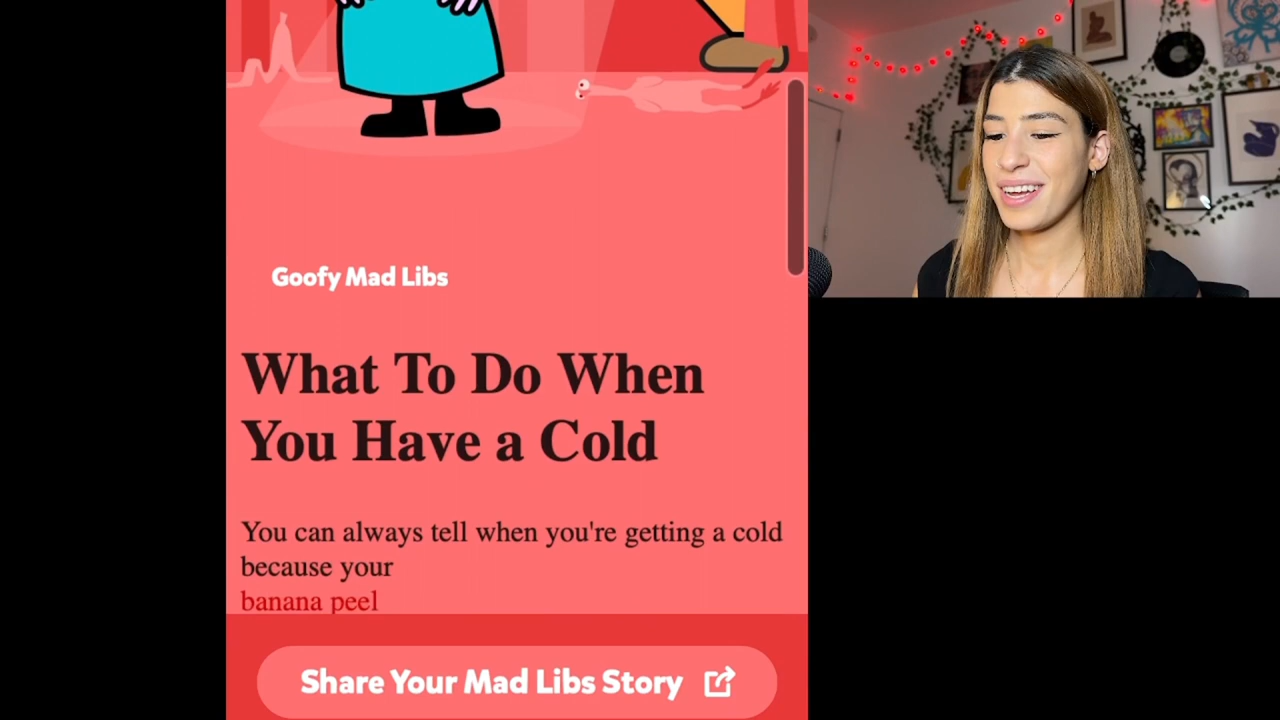 Goofy Mad Libs
What To Do When
You Have a Cold
You can always tell when you're getting a cold
because your
banana peel
Share Your Mad Libs Story